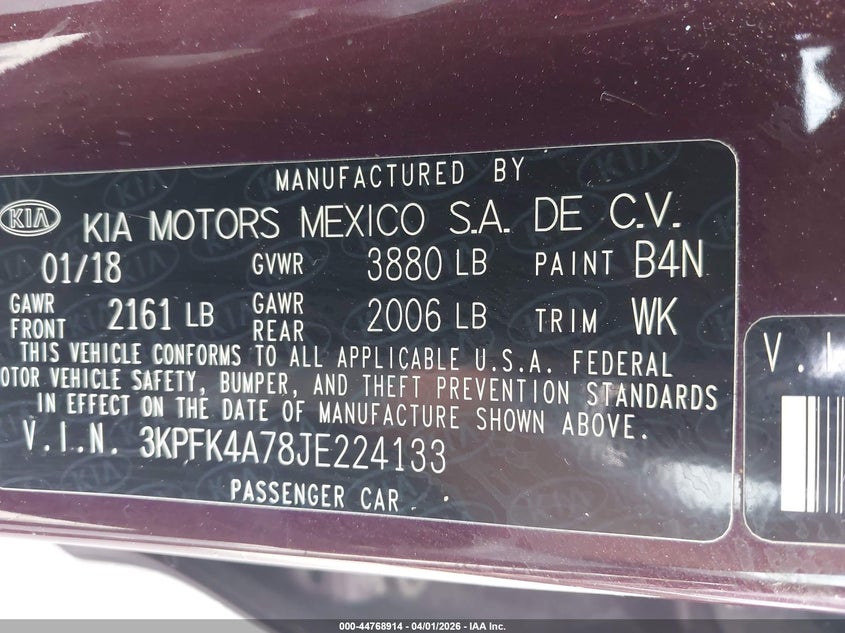 MANUFACTURED BY
KIA KIA MOTORS MEXICO S.A. DE C.V.
01/18 GVWR 3880 LB PAINT B4N
GAWR FRONT 2161 LB GAWR REAR 2006 LB TRIM WK
THIS VEHICLE CONFORMS TO ALL APPLICABLE U.S.A. FEDERAL
OTOR VEHICLE SAFETY, BUMPER, AND THEFT PREVENTION STANDARDS
IN EFFECT ON THE DATE OF MANUFACTURE SHOWN ABOVE.
V.I.N. 3KPFK4A78JE224133
PASSENGER CAR
V.I
000-44768914 | 04/01/2026 | IAA Inc.